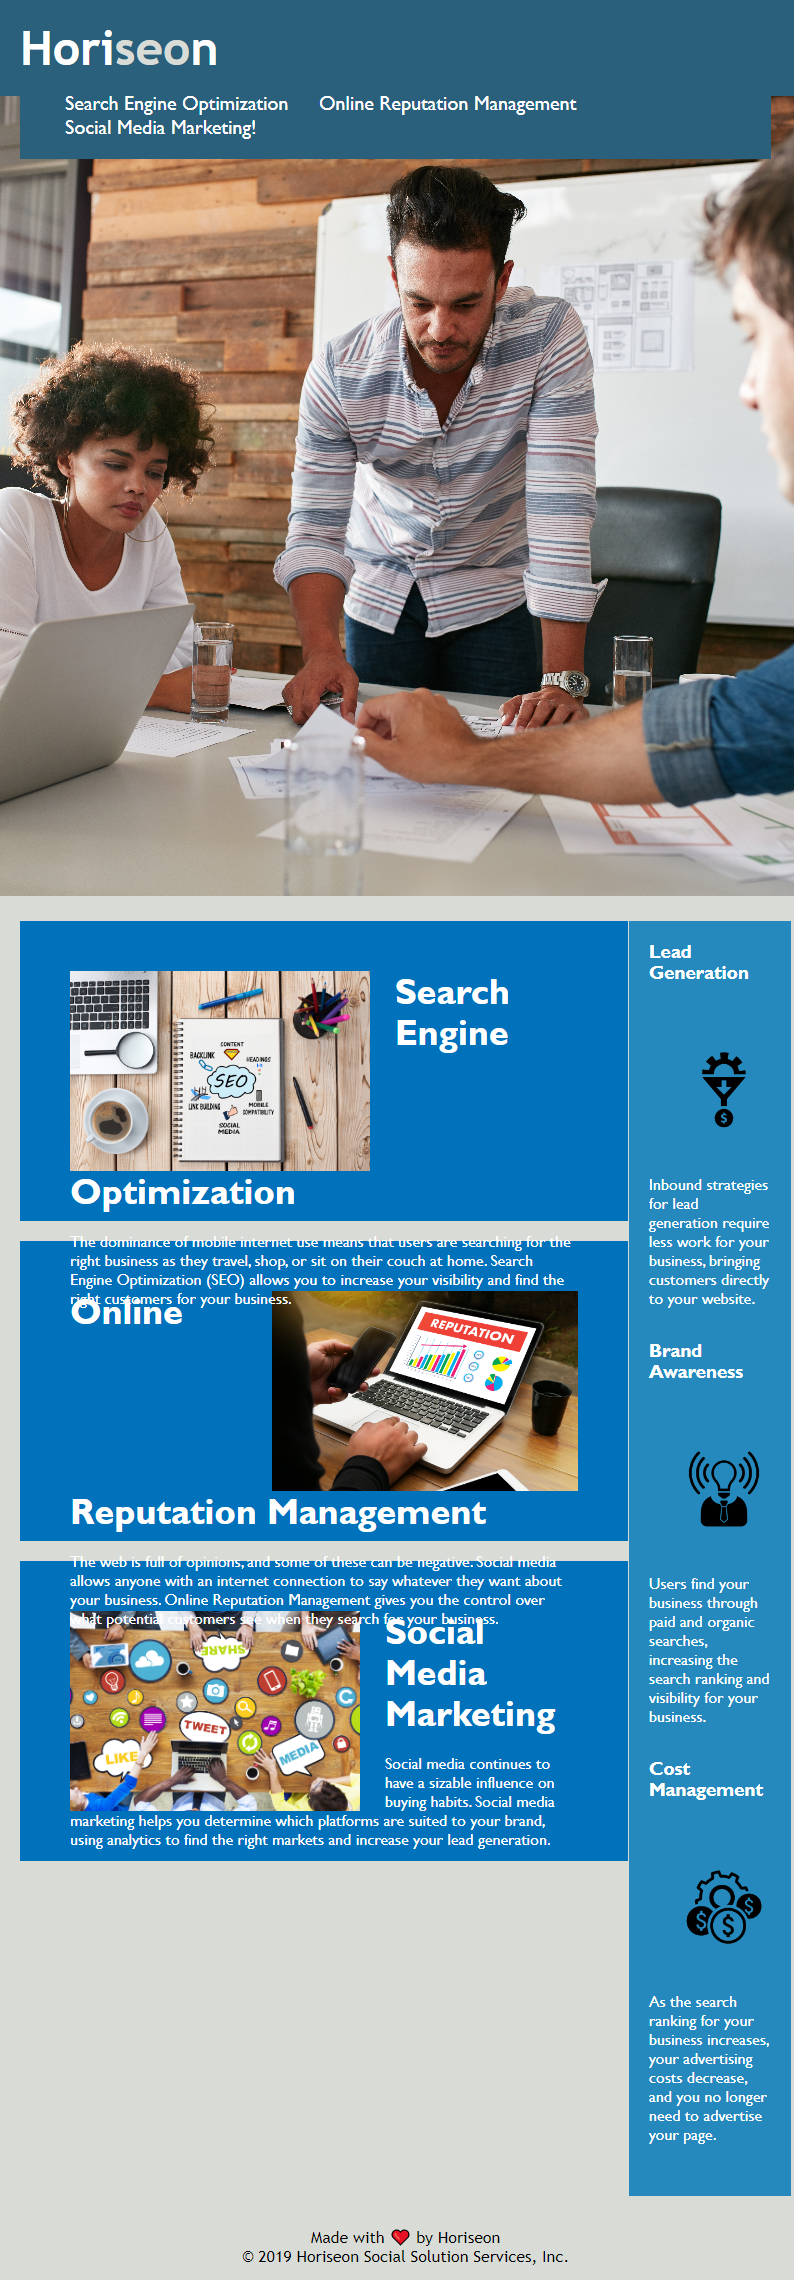 Horiseon
Search Engine Optimization Online Reputation Management
Social Media Marketing!
CONTENT
BACKLINK
HEADINGS
SEO
LINK BUILDING
MOBILE
COMPATIBILITY
SOCIAL
MEDIA
Search
Engine
Optimization
The dominance of mobile internet use means that users are searching for the
right business as they travel, shop, or sit on their couch at home. Search
Engine Optimization (SEO) allows you to increase your visibility and find the
right customers for your business.
Online
REPUTATION
Reputation Management
The web is full of opinions, and some of these can be negative. Social media
allows anyone with an internet connection to say whatever they want about
your business. Online Reputation Management gives you the control over
what potential customers see when they search for your business.
SHARE
TWEET
LIKE
MEDIA
Social
Media
Marketing
Social media continues to
have a sizable influence on
buying habits. Social media
marketing helps you determine which platforms are suited to your brand,
using analytics to find the right markets and increase your lead generation.
Lead
Generation
$
Inbound strategies
for lead
generation require
less work for your
business, bringing
customers directly
to your website.
Brand
Awareness
Users find your
business through
paid and organic
searches,
increasing the
search ranking and
visibility for your
business.
Cost
Management
$ $ $
As the search
ranking for your
business increases,
your advertising
costs decrease,
and you no longer
need to advertise
your page.
Made with ❤️ by Horiseon
© 2019 Horiseon Social Solution Services, Inc.